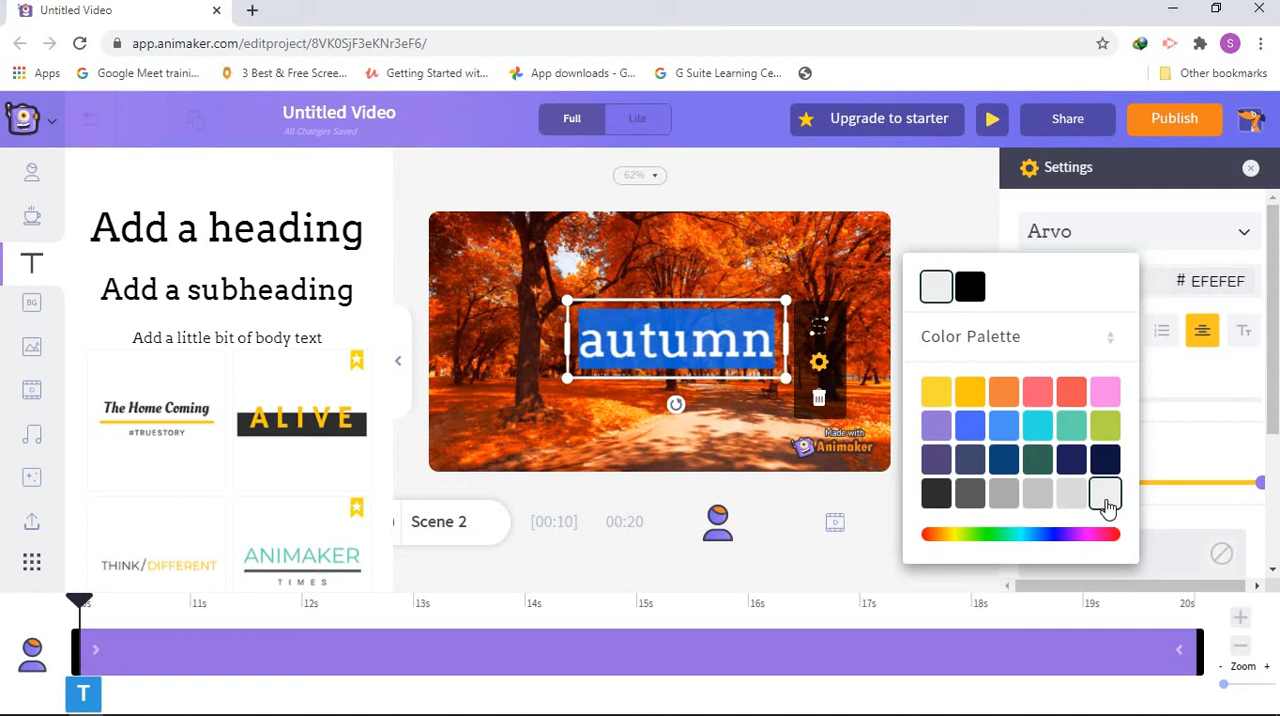 Untitled Video
app.animaker.com/editproject/8VK0SjF3eKNr3eF6/
S
Apps
Google Meet traini...
3 Best & Free Scree...
Getting Started wit...
App downloads - G...
G Suite Learning Ce...
Other bookmarks
Untitled Video
All Changes Saved
Full
Lite
Upgrade to starter
Share
Publish
T
BG
Add a heading
Add a subheading
Add a little bit of body text
The Home Coming
#TRUESTORY
ALIVE
THINK/DIFFERENT
ANIMAKER
TIMES
62%
autumn
Made with
Animaker
Scene 2
[00:10]
00:20
Settings
Arvo
# EFEFEF
Tт
Color Palette
11s
12s
13s
14s
15s
16s
17s
18s
19s
20s
T
- Zoom +